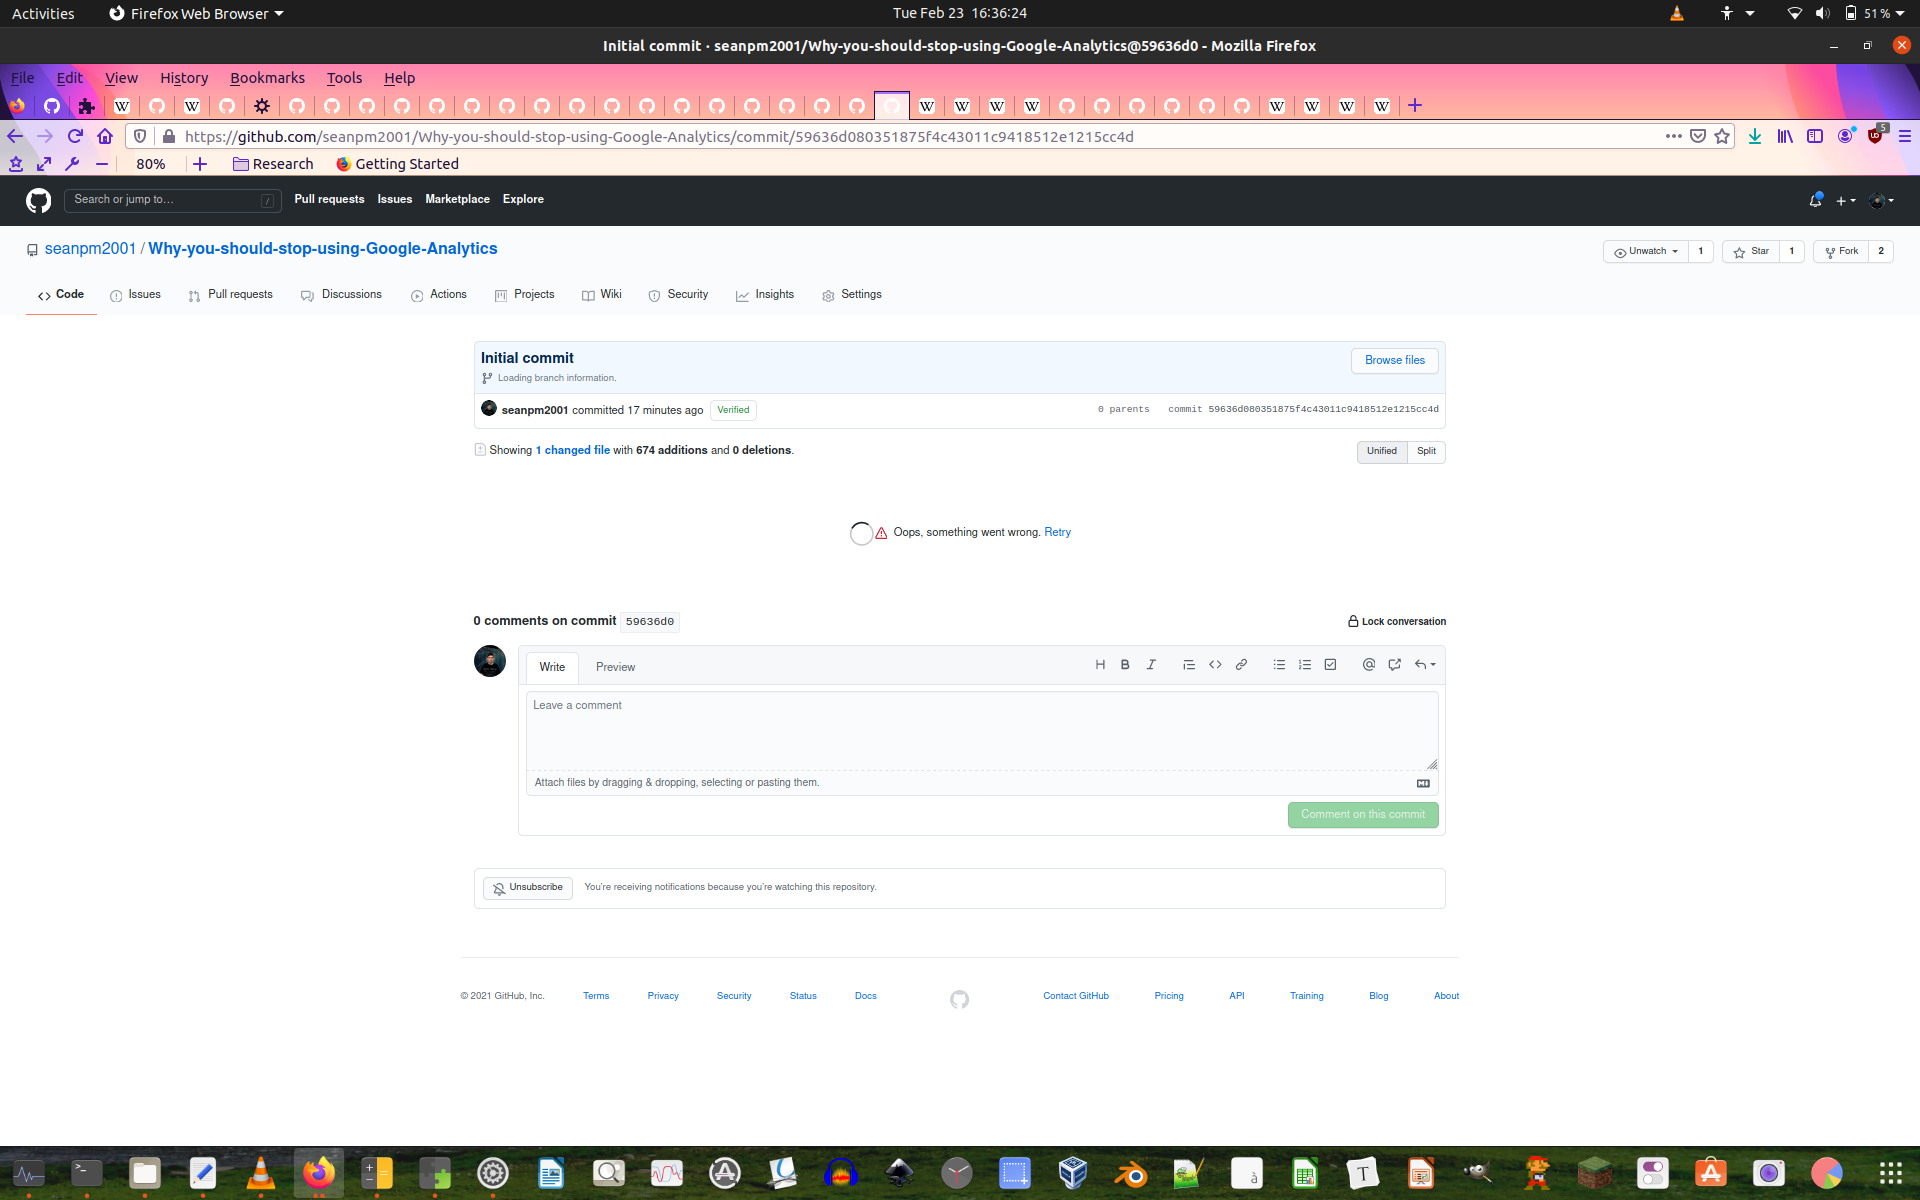 Activities Firefox Web Browser Tue Feb 23 16:36:24 51 %
Initial commit · seanpm2001/Why-you-should-stop-using-Google-Analytics@59636d0 - Mozilla Firefox
File Edit View History Bookmarks Tools Help
https://github.com/seanpm2001/Why-you-should-stop-using-Google-Analytics/commit/59636d080351875f4c43011c9418512e1215cc4d 5
80% Research Getting Started
Search or jump to… / Pull requests Issues Marketplace Explore
seanpm2001 / Why-you-should-stop-using-Google-Analytics Unwatch 1 Star 1 Fork 2
Code Issues Pull requests Discussions Actions Projects Wiki Security Insights Settings
Initial commit Browse files
Loading branch information.
seanpm2001 committed 17 minutes ago Verified 0 parents commit 59636d080351875f4c43011c9418512e1215cc4d
Showing 1 changed file with 674 additions and 0 deletions. Unified Split
Oops, something went wrong. Retry
0 comments on commit 59636d0 Lock conversation
Write Preview
Leave a comment
Attach files by dragging & dropping, selecting or pasting them.
Comment on this commit
Unsubscribe You're receiving notifications because you're watching this repository.
© 2021 GitHub, Inc. Terms Privacy Security Status Docs Contact GitHub Pricing API Training Blog About